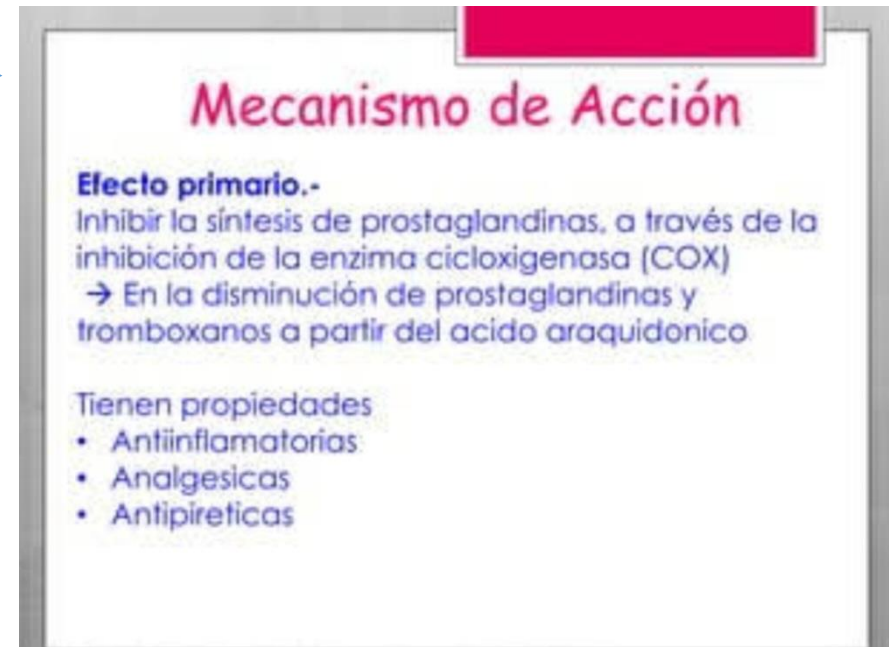 Mecanismo de Acción
Efecto primario.-
Inhibir la síntesis de prostaglandinas, a través de la
inhibición de la enzima cicloxigenasa (COX)
→ En la disminución de prostaglandinas y
tromboxanos a partir del acido araquidonico
Tienen propiedades
• Antiinflamatorias
• Analgesicas
• Antipireticas